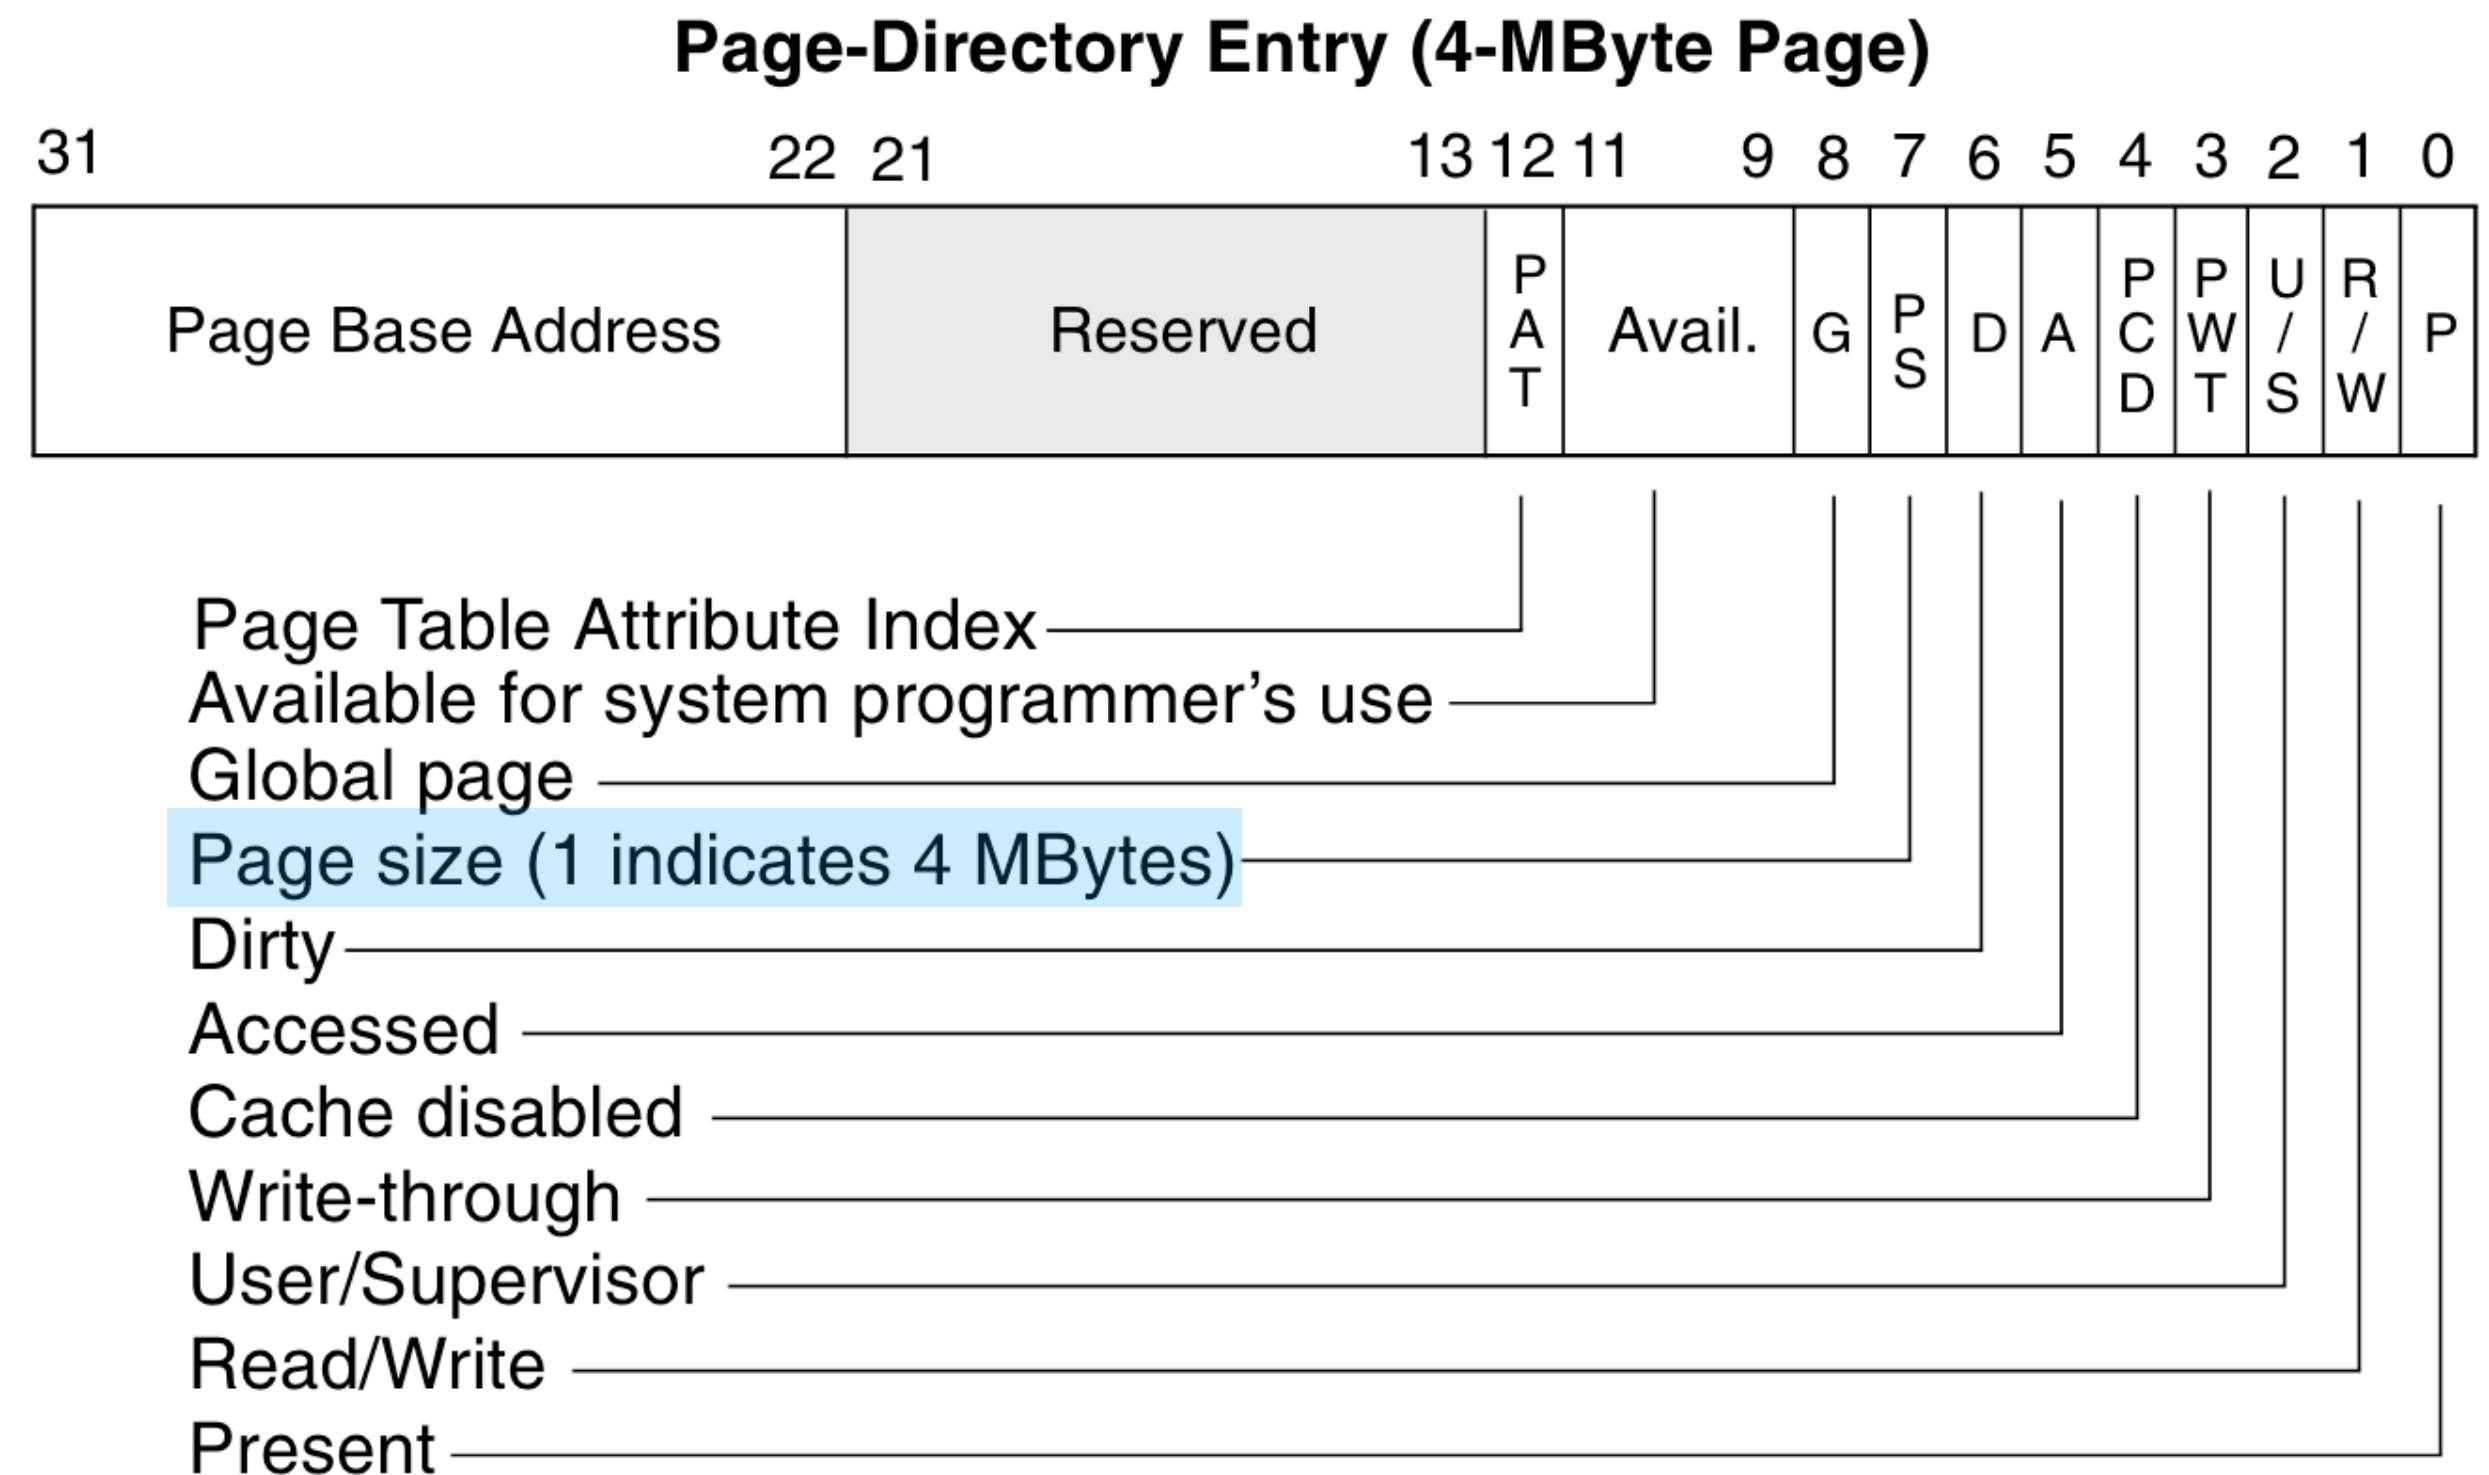 Page-Directory Entry (4-MByte Page)
31 22 21 13 12 11 9 8 7 6 5 4 3 2 1 0
Page Base Address Reserved PAT Avail. G PS D A PCD PWT U/S R/W P
Page Table Attribute Index
Available for system programmer’s use
Global page
Page size (1 indicates 4 MBytes)
Dirty
Accessed
Cache disabled
Write-through
User/Supervisor
Read/Write
Present